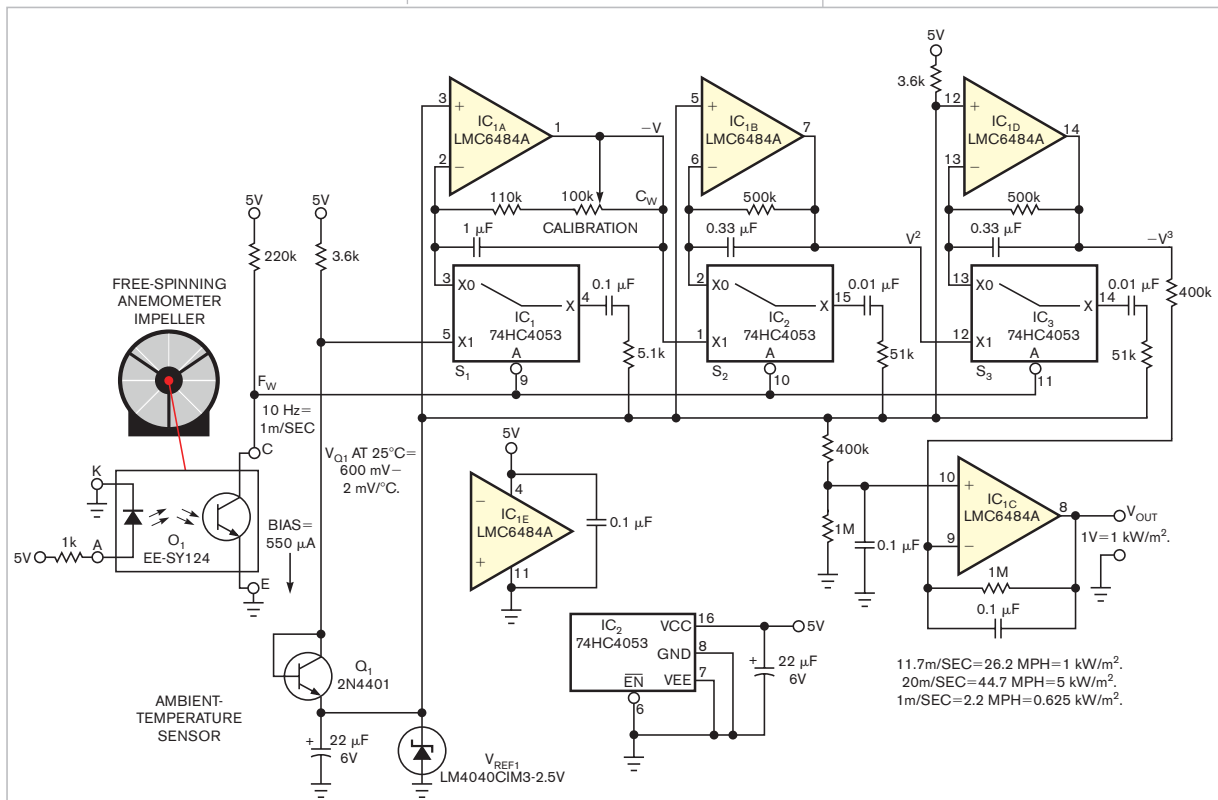 5V
3.6k
3
+
IC1A
LMC6484A
1
2
−
−V
110k
100k
CW
CALIBRATION
1 µF
3
X0
IC1
74HC4053
X
4
0.1 µF
5
X1
A
S1
9
5.1k
5
+
IC1B
LMC6484A
7
6
−
500k
0.33 µF
V²
2
X0
IC2
74HC4053
X
15
0.01 µF
1
X1
A
S2
10
51k
12
+
IC1D
LMC6484A
14
13
−
500k
0.33 µF
−V³
13
X0
IC3
74HC4053
X
14
0.01 µF
12
X1
A
S3
11
51k
400k
5V
220k
5V
3.6k
FREE-SPINNING
ANEMOMETER
IMPELLER
FW
10 Hz=
1m/SEC
C
K
5V
1k
A
O1
EE-SY124
E
BIAS=
550 µA
VQ1 AT 25°C=
600 mV−
2 mV/°C.
Q1
2N4401
AMBIENT-
TEMPERATURE
SENSOR
+
22 µF
6V
VREF1
LM4040CIM3-2.5V
5V
4
−
IC1E
LMC6484A
+
11
0.1 µF
IC2
74HC4053
VCC
16
GND
8
VEE
7
EN
6
5V
+
22 µF
6V
400k
1M
0.1 µF
10
+
IC1C
LMC6484A
8
9
−
VOUT
1V=1 kW/m².
1M
0.1 µF
11.7m/SEC=26.2 MPH=1 kW/m².
20m/SEC=44.7 MPH=5 kW/m².
1m/SEC=2.2 MPH=0.625 kW/m².